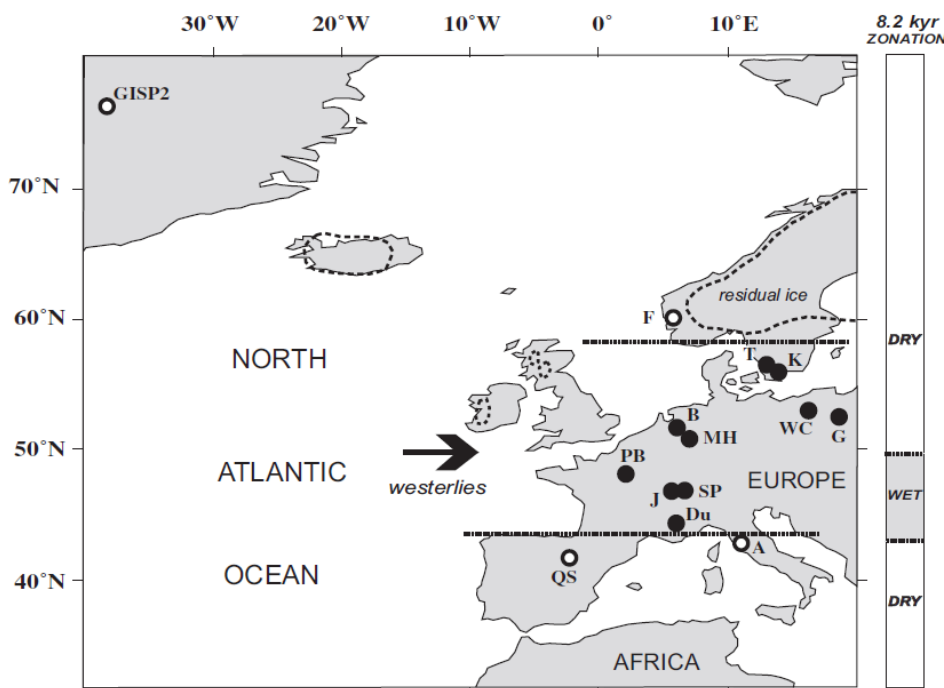 30˚W 20˚W 10˚W 0˚ 10˚E
8.2 kyr
ZONATION
GISP2
70˚N
residual ice
60˚N
F
DRY
NORTH
T K
B
WC
G
MH
50˚N
PB
ATLANTIC
westerlies
EUROPE
WET
J SP
Du
A
OCEAN
QS
40˚N
DRY
AFRICA